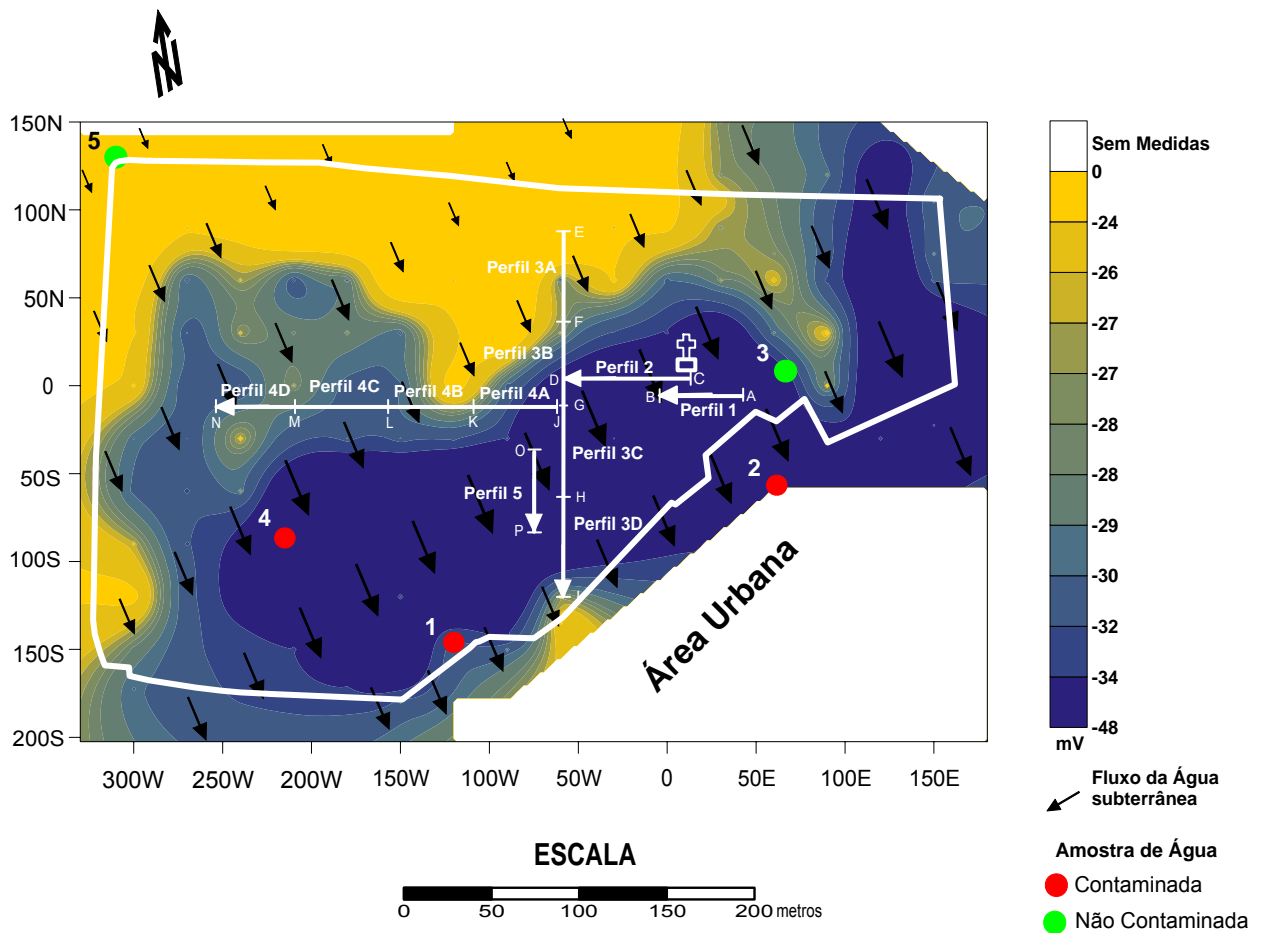 N
150N
100N
50N
0
50S
100S
150S
200S
300W
250W
200W
150W
100W
50W
0
50E
100E
150E
5
3
2
4
1
E
Perfil 3A
F
Perfil 3B
Perfil 2
D
C
Perfil 4D
Perfil 4C
Perfil 4B
Perfil 4A
B
A
Perfil 1
N
M
L
K
J
G
O
Perfil 3C
Perfil 5
H
P
Perfil 3D
I
Área Urbana
Sem Medidas
0
-24
-26
-27
-27
-28
-28
-29
-30
-32
-34
-48
mV
Fluxo da Água
subterrânea
Amostra de Água
Contaminada
Não Contaminada
ESCALA
0 50 100 150 200 metros